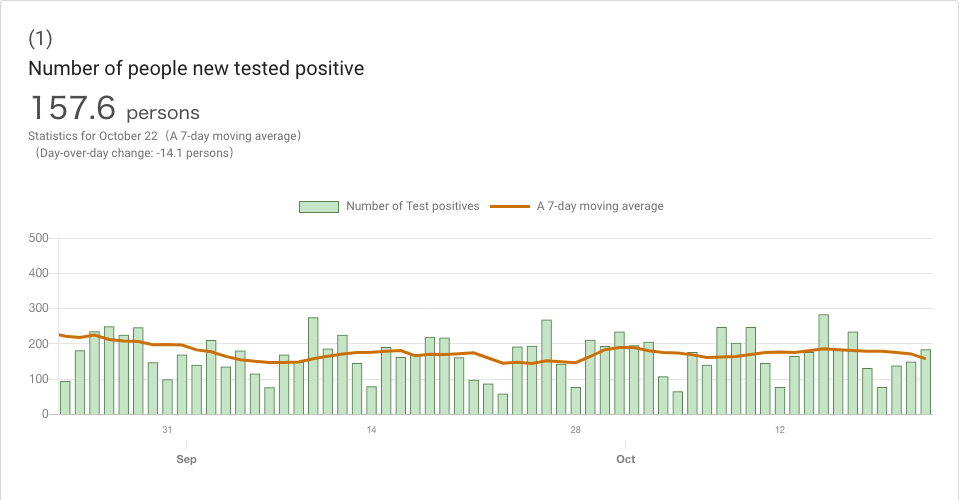 (1)
Number of people new tested positive
157.6 persons
Statistics for October 22（A 7-day moving average）
（Day-over-day change: -14.1 persons）
Number of Test positives A 7-day moving average
500
400
300
200
100
0
31 14 28 12
Sep Oct